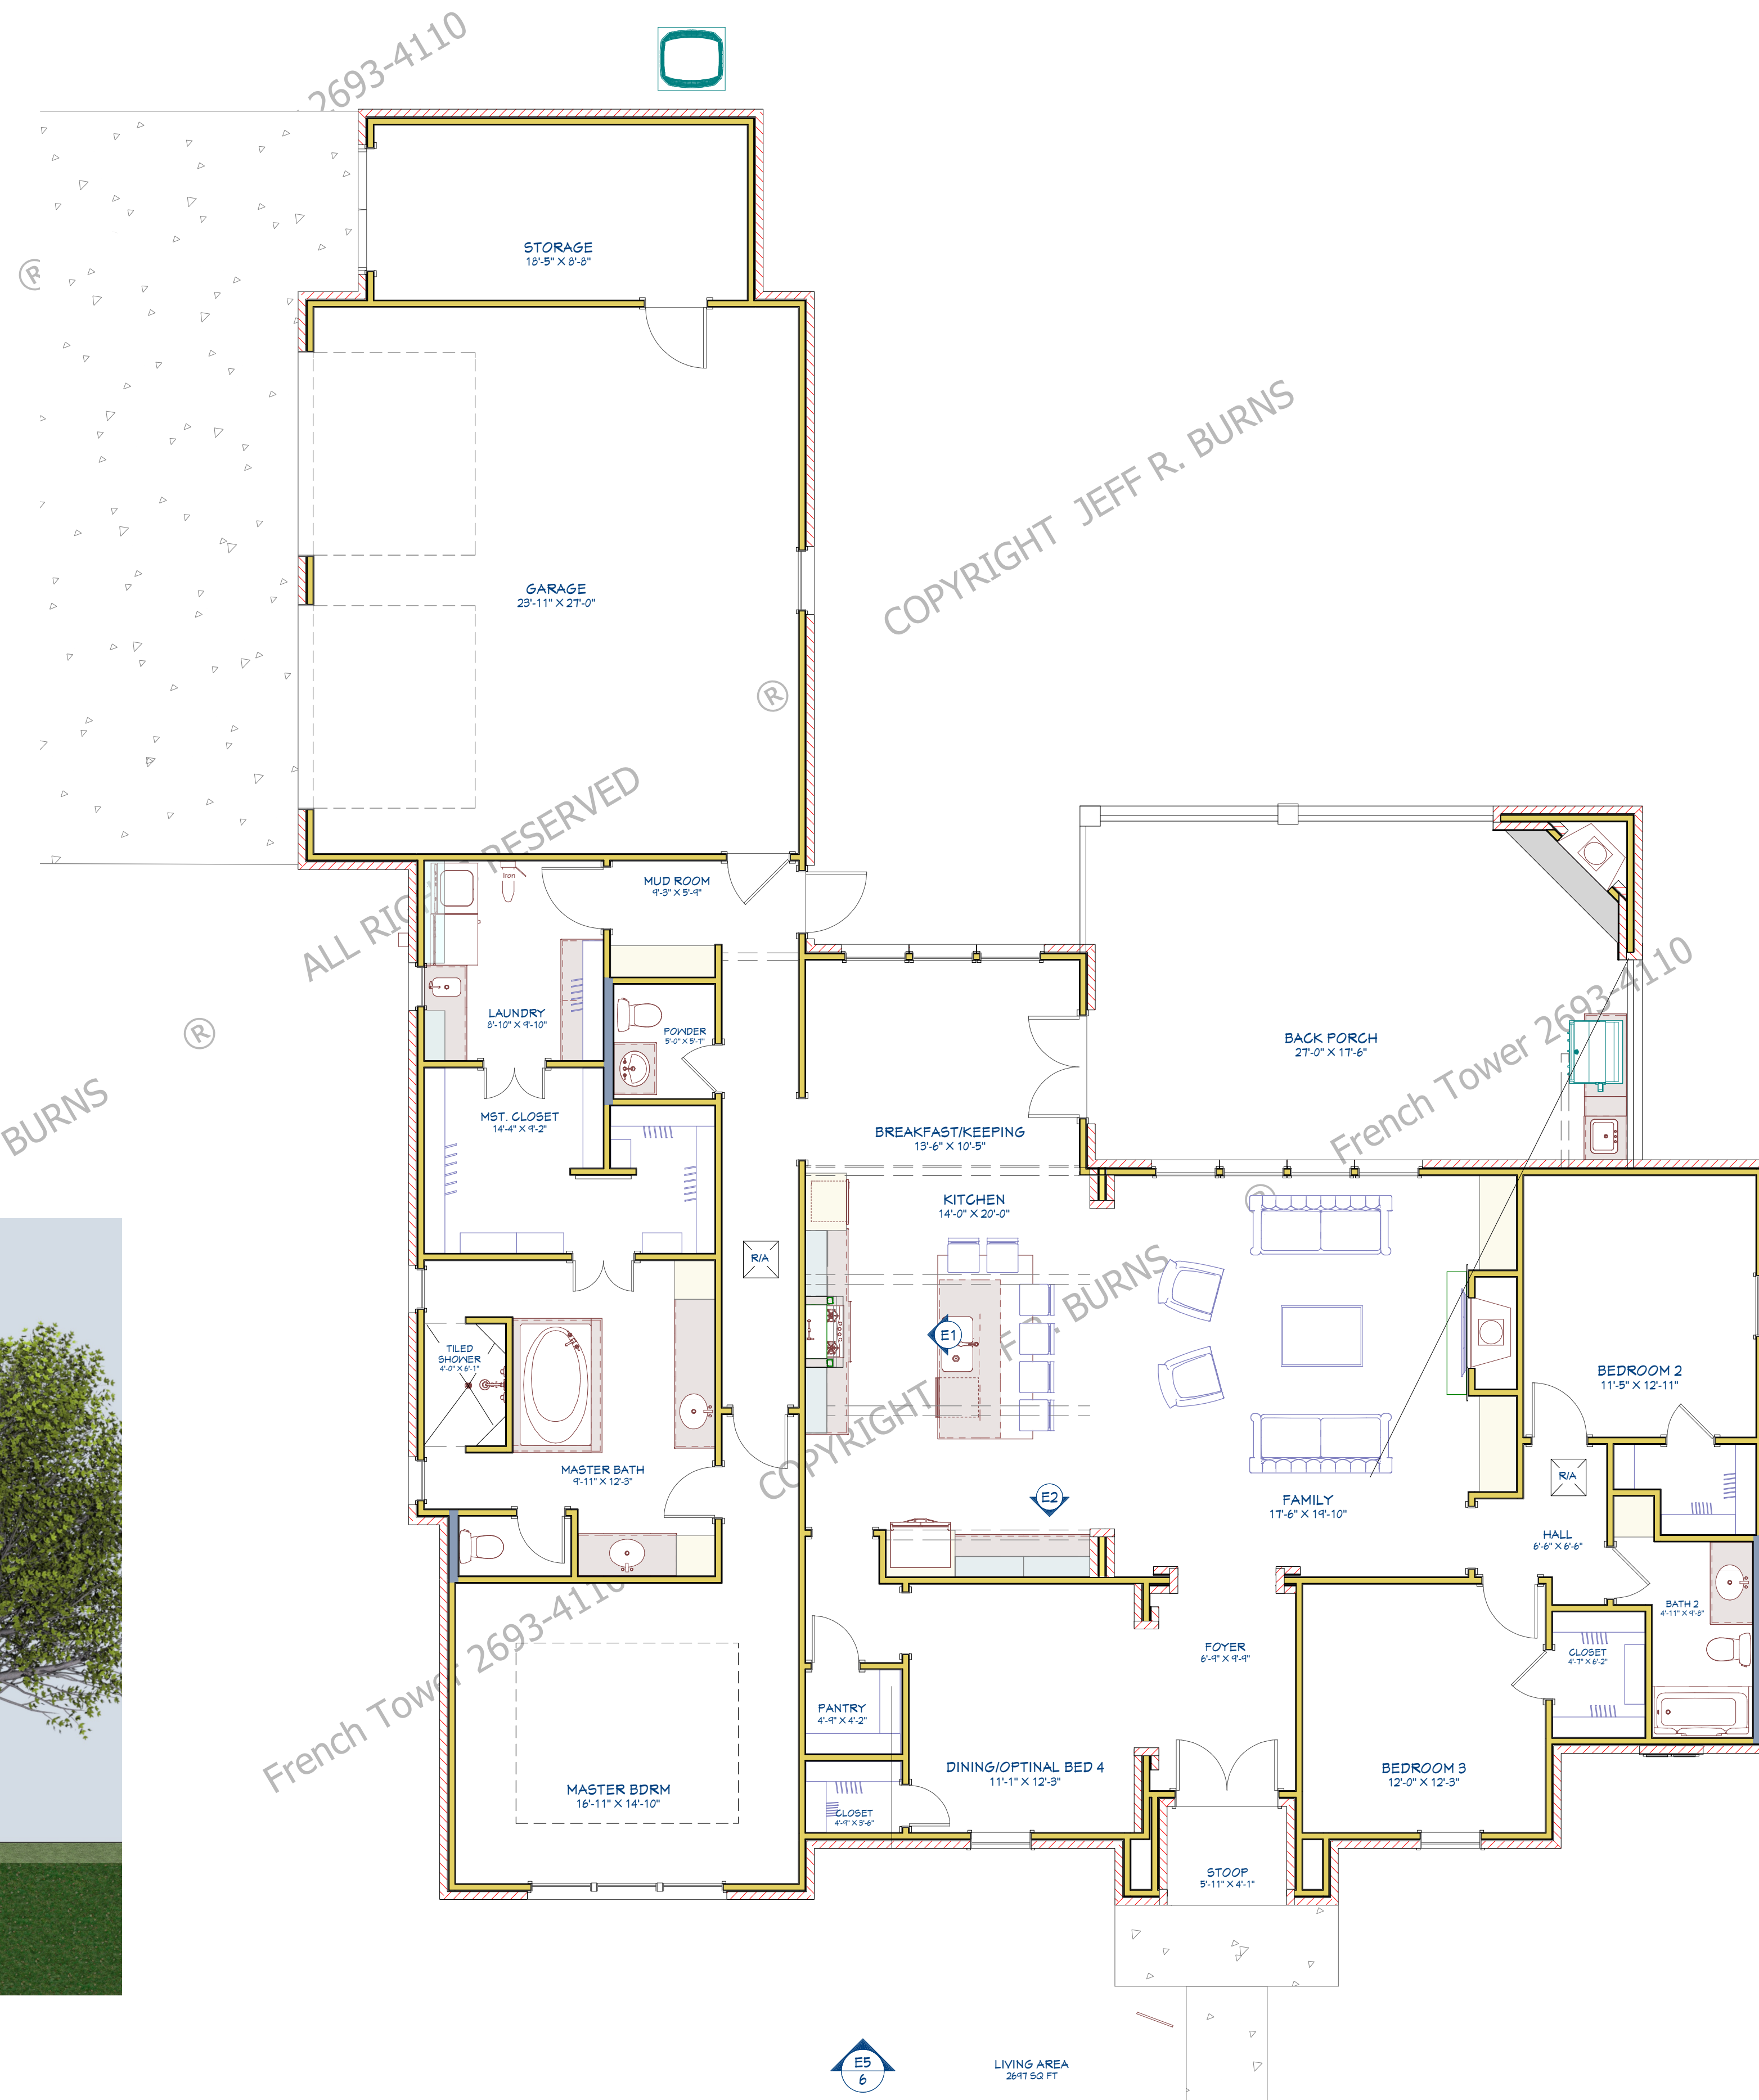 2693-4110
®
STORAGE
18'-5" X 8'-8"
COPYRIGHT JEFF R. BURNS
GARAGE
23'-11" X 27'-0"
®
ALL RIGHTS RESERVED
Iron
MUD ROOM
9'-3" X 5'-9"
LAUNDRY
8'-10" X 9'-10"
POWDER
5'-0" X 5'-7"
®
BACK PORCH
27'-0" X 17'-6"
French Tower 2693-4110
BURNS
MST. CLOSET
14'-4" X 9'-2"
BREAKFAST/KEEPING
13'-6" X 10'-5"
KITCHEN
14'-0" X 20'-0"
®
R/A
E1
COPYRIGHT JEFF R. BURNS
TILED
SHOWER
4'-0" X 6'-1"
BEDROOM 2
11'-5" X 12'-11"
MASTER BATH
9'-11" X 12'-3"
R/A
E2
FAMILY
17'-6" X 19'-10"
HALL
6'-6" X 6'-6"
BATH 2
4'-11" X 9'-8"
French Tower 2693-4110
FOYER
6'-9" X 9'-9"
CLOSET
4'-7" X 6'-2"
PANTRY
4'-9" X 4'-2"
MASTER BDRM
16'-11" X 14'-10"
DINING/OPTINAL BED 4
11'-1" X 12'-3"
BEDROOM 3
12'-0" X 12'-3"
CLOSET
4'-9" X 3'-6"
STOOP
5'-11" X 4'-1"
E5
6
LIVING AREA
2697 SQ FT